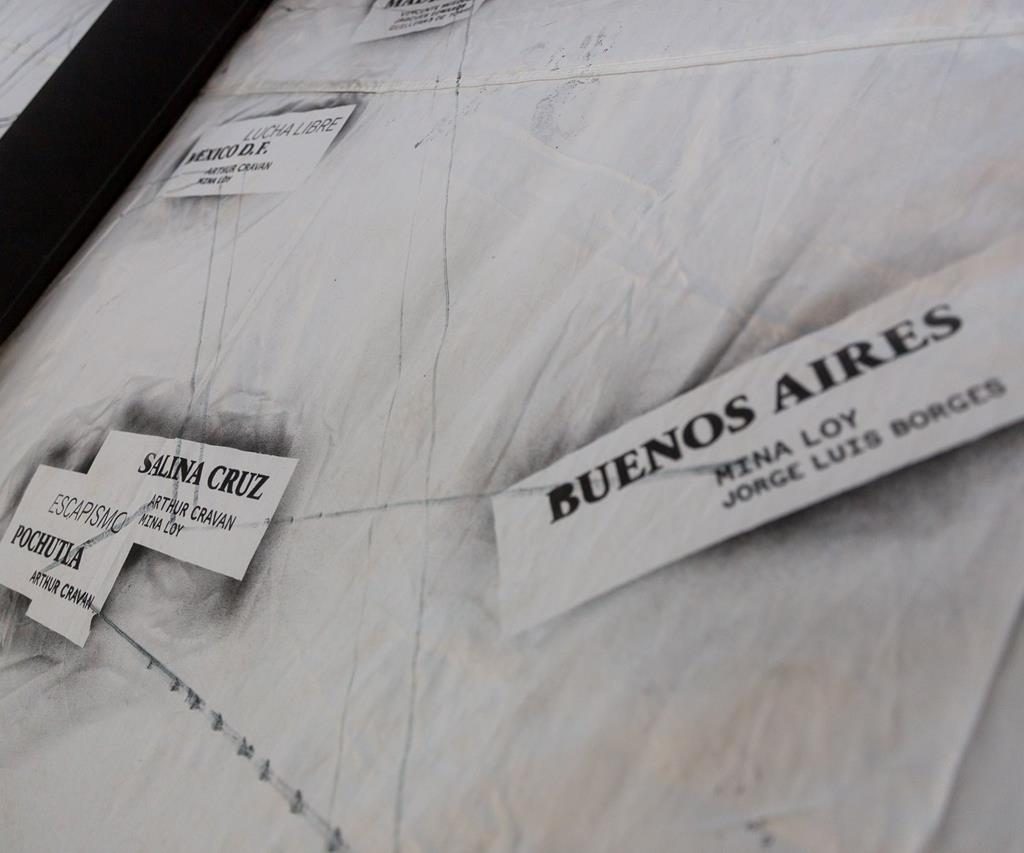 LUCHA LIBRE
MEXICO D.F.
ARTHUR CRAVAN
MINA LOY
BUENOS AIRES
MINA LOY
JORGE LUIS BORGES
SALINA CRUZ
ARTHUR CRAVAN
MINA LOY
ESCAPISMO
POCHUTLA
ARTHUR CRAVAN